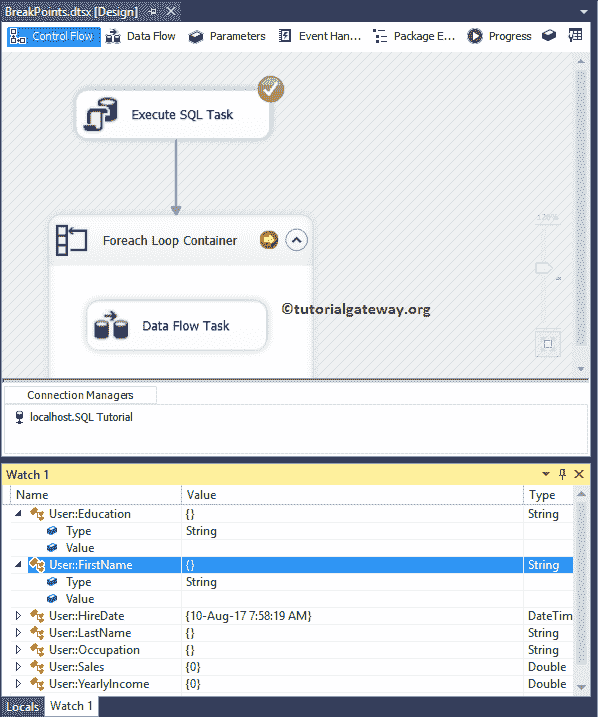 BreakPoints.dtsx [Design]
Control Flow
Data Flow
Parameters
Event Han...
Package E...
Progress
Execute SQL Task
Foreach Loop Container
Data Flow Task
©tutorialgateway.org
Connection Managers
localhost.SQL Tutorial
Watch 1
Name Value Type
User::Education {} String
Type String
Value
User::FirstName {} String
Type String
Value
User::HireDate {10-Aug-17 7:58:19 AM} DateTim
User::LastName {} String
User::Occupation {} String
User::Sales {0} Double
User::YearlyIncome {0} Double
Locals Watch 1